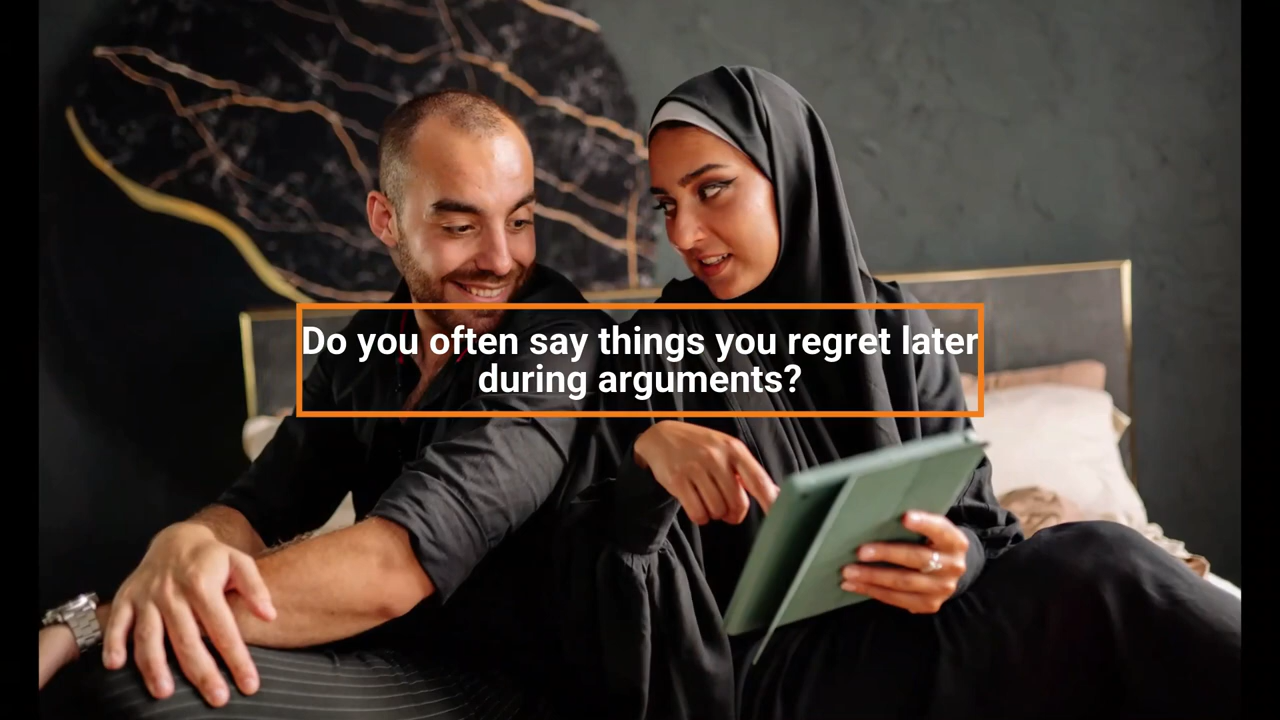 Do you often say things you regret later
during arguments?